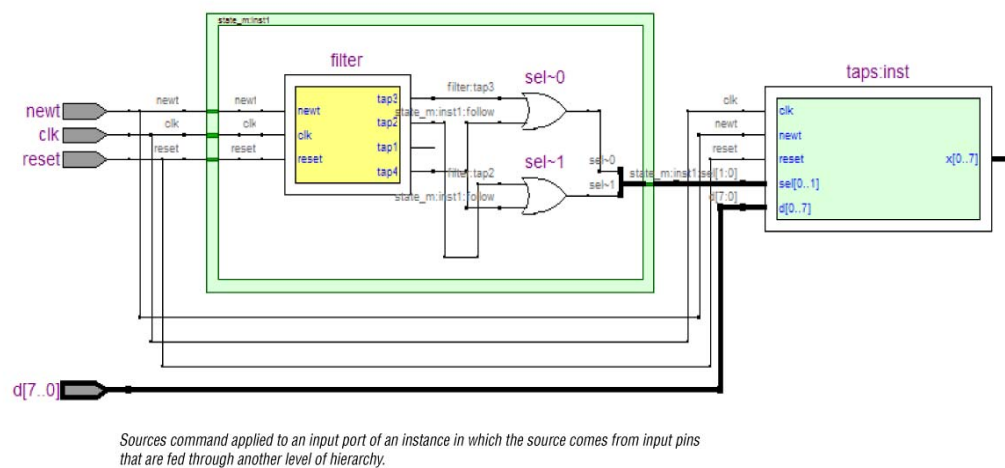 state_m:inst1
filter
sel~0
taps:inst
newt
newt
newt
newt
tap3
filter:tap3
clk
clk
clk
clk
clk
tap2
state_m:inst1:follow
newt
newt
reset
reset
reset
reset
tap1
sel~1
sel~0
reset
reset
x[0..7]
tap4
filter:tap2
sel~1
state_m:inst1:sel[1:0]
sel[0..1]
state_m:inst1:follow
d[7:0]
d[0..7]
clk
d[7..0]
Sources command applied to an input port of an instance in which the source comes from input pins
that are fed through another level of hierarchy.